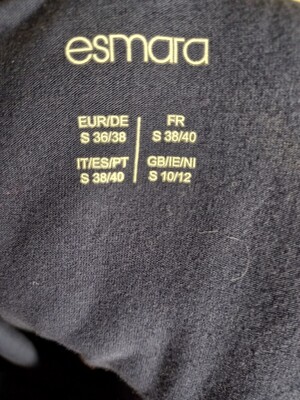 esmara
EUR/DE FR
S 36/38 S 38/40
IT/ES/PT GB/IE/NI
S 38/40 S 10/12